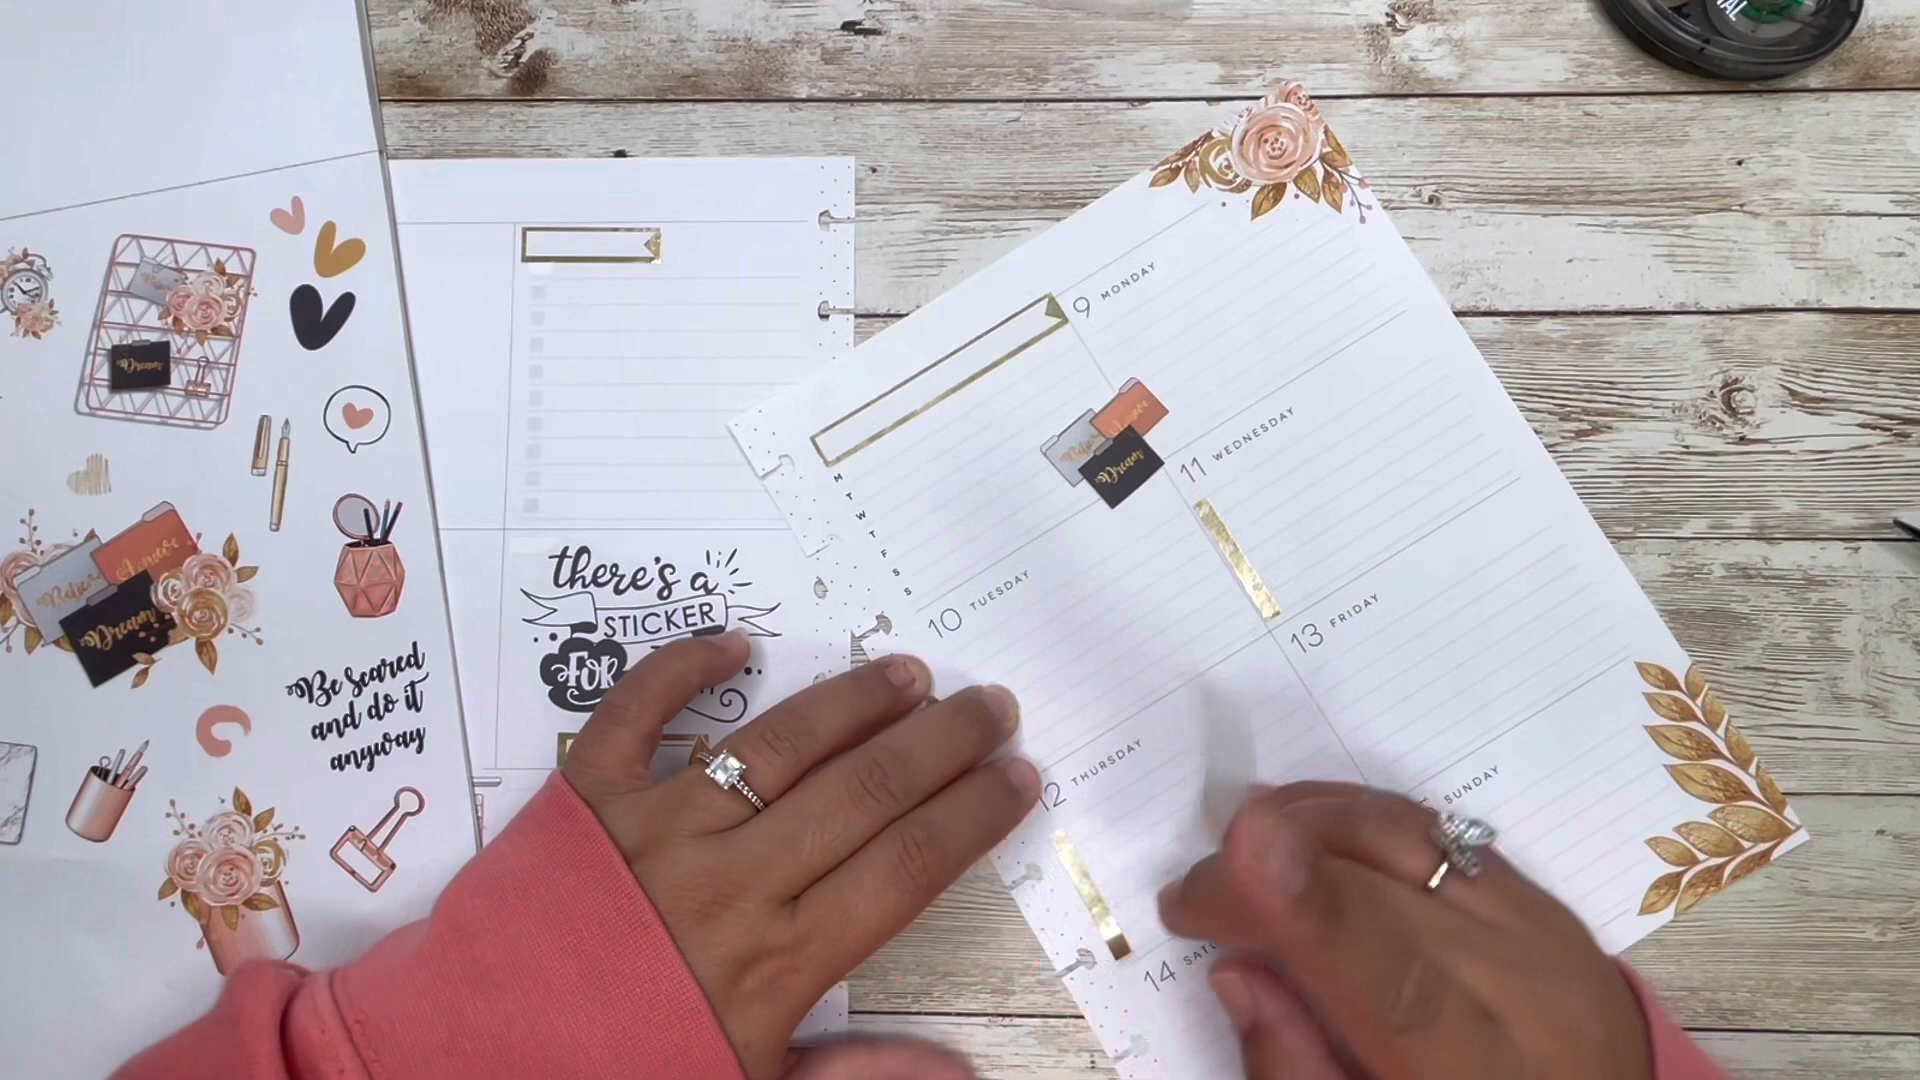 Dream
Dream
Be Scared
and do it
anyway
there's a
STICKER
FOR
9 MONDAY
Dream
M
T
W
T
F
S
S
11 WEDNESDAY
10 TUESDAY
13 FRIDAY
12 THURSDAY
SUNDAY
14